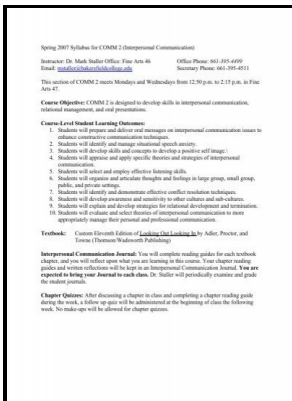 Spring 2007 Syllabus for COMM 2 (Interpersonal Communication)
Instructor: Dr. Mark Staller Office: Fine Arts 46 Office Phone: 661-395-4499
Email: mstaller@bakersfieldcollege.edu Secretary Phone: 661-395-4511
This section of COMM 2 meets Mondays and Wednesdays from 12:50 p.m. to 2:15 p.m. in Fine
Arts 47.
Course Objective: COMM 2 is designed to develop skills in interpersonal communication,
relational management, and oral presentations.
Course-Level Student Learning Outcomes:
1. Students will prepare and deliver oral messages on interpersonal communication issues to
enhance constructive communication techniques.
2. Students will identify and manage situational speech anxiety.
3. Students will develop skills and concepts to develop a positive self image.
4. Students will appraise and apply specific theories and strategies of interpersonal
communication.
5. Students will select and employ effective listening skills.
6. Students will organize and articulate thoughts and feelings in large group, small group,
public, and private settings.
7. Students will identify and demonstrate effective conflict resolution techniques.
8. Students will develop awareness and sensitivity to other cultures and sub-cultures.
9. Students will explain and develop strategies for relational development and termination.
10. Students will evaluate and select theories of interpersonal communication to more
appropriately manage their personal and professional communication.
Textbook: Custom Eleventh Edition of Looking Out Looking In by Adler, Proctor, and
Towne (Thomson/Wadsworth Publishing)
Interpersonal Communication Journal: You will complete reading guides for each textbook
chapter, and you will reflect upon what you are learning in this course. Your chapter reading
guides and written reflections will be kept in an Interpersonal Communication Journal. You are
expected to bring your Journal to each class. Dr. Staller will periodically examine and grade
the student journals.
Chapter Quizzes: After discussing a chapter in class and completing a chapter reading guide
during the week, a follow up quiz will be administered at the beginning of class the following
week. No make-ups will be allowed for chapter quizzes.